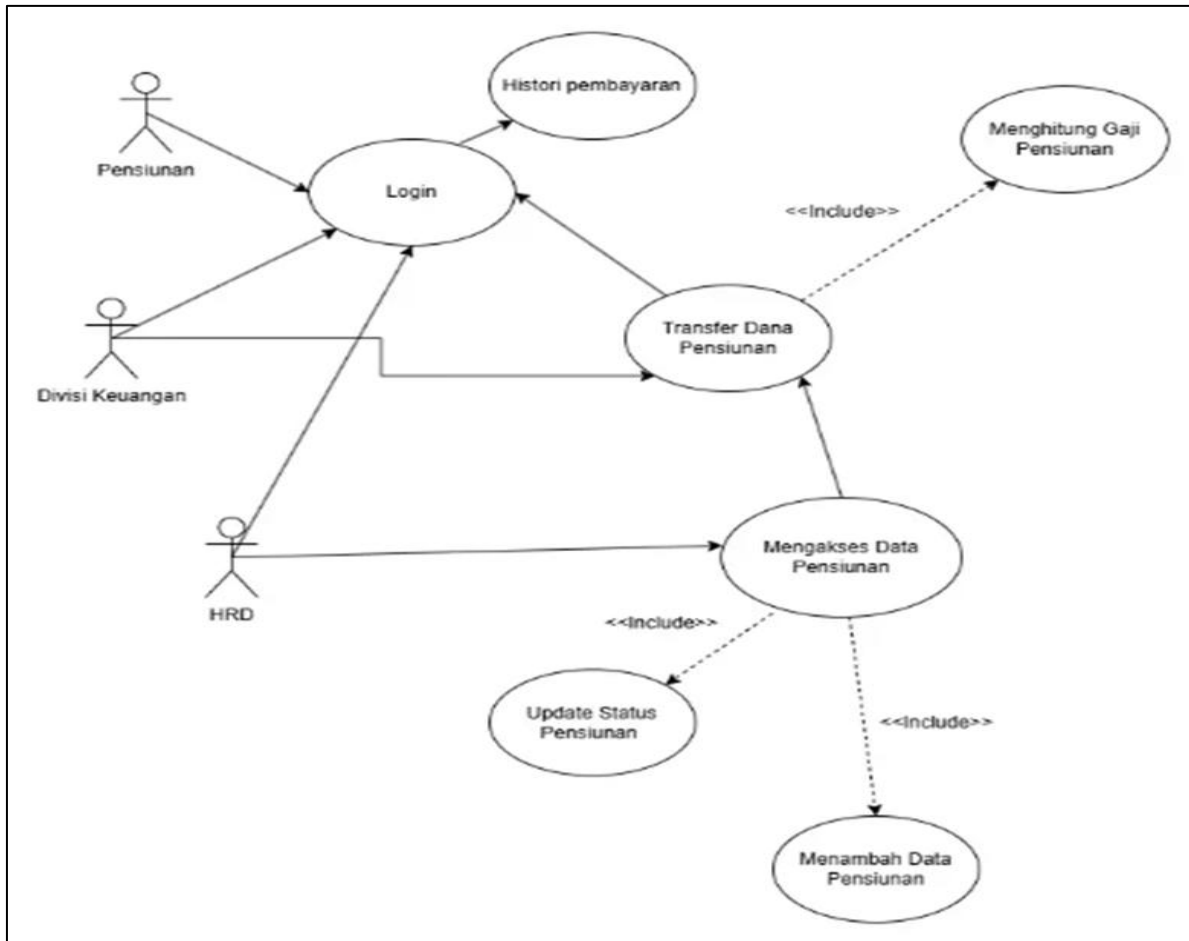 Histori pembayaran
Pensiunan
Login
Menghitung Gaji
Pensiunan
<<Include>>
Transfer Dana
Pensiunan
Divisi Keuangan
Mengakses Data
Pensiunan
HRD
<<Include>>
Update Status
Pensiunan
<<Include>>
Menambah Data
Pensiunan